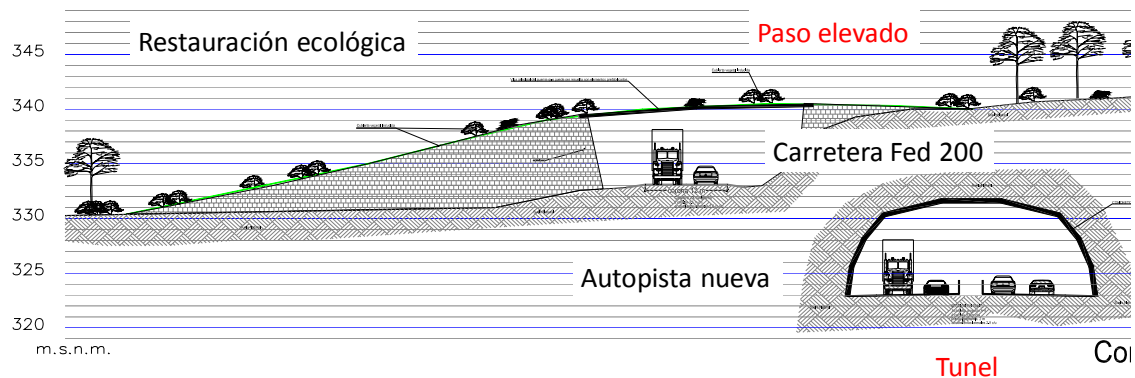 345
Restauración ecológica
Paso elevado
340
335
Carretera Fed 200
330
325
Autopista nueva
320
m.s.n.m.
Tunel